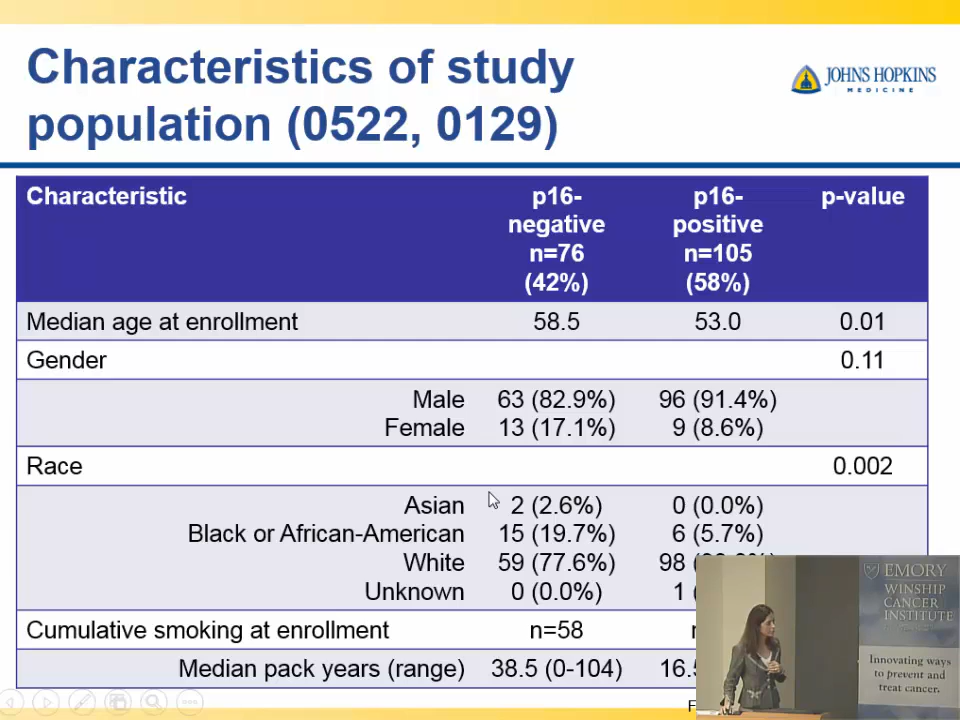 Characteristics of study
population (0522, 0129)
JOHNS HOPKINS
MEDICINE
Characteristic p16-negative n=76 (42%) p16-positive n=105 (58%) p-value
Median age at enrollment 58.5 53.0 0.01
Gender 0.11
Male 63 (82.9%) 96 (91.4%)
Female 13 (17.1%) 9 (8.6%)
Race 0.002
Asian 2 (2.6%) 0 (0.0%)
Black or African-American 15 (19.7%) 6 (5.7%)
White 59 (77.6%) 98
Unknown 0 (0.0%) 1
Cumulative smoking at enrollment n=58
Median pack years (range) 38.5 (0-104) 16.5
EMORY
WINSHIP
CANCER
INSTITUTE
Innovating ways
to prevent and
treat cancer.